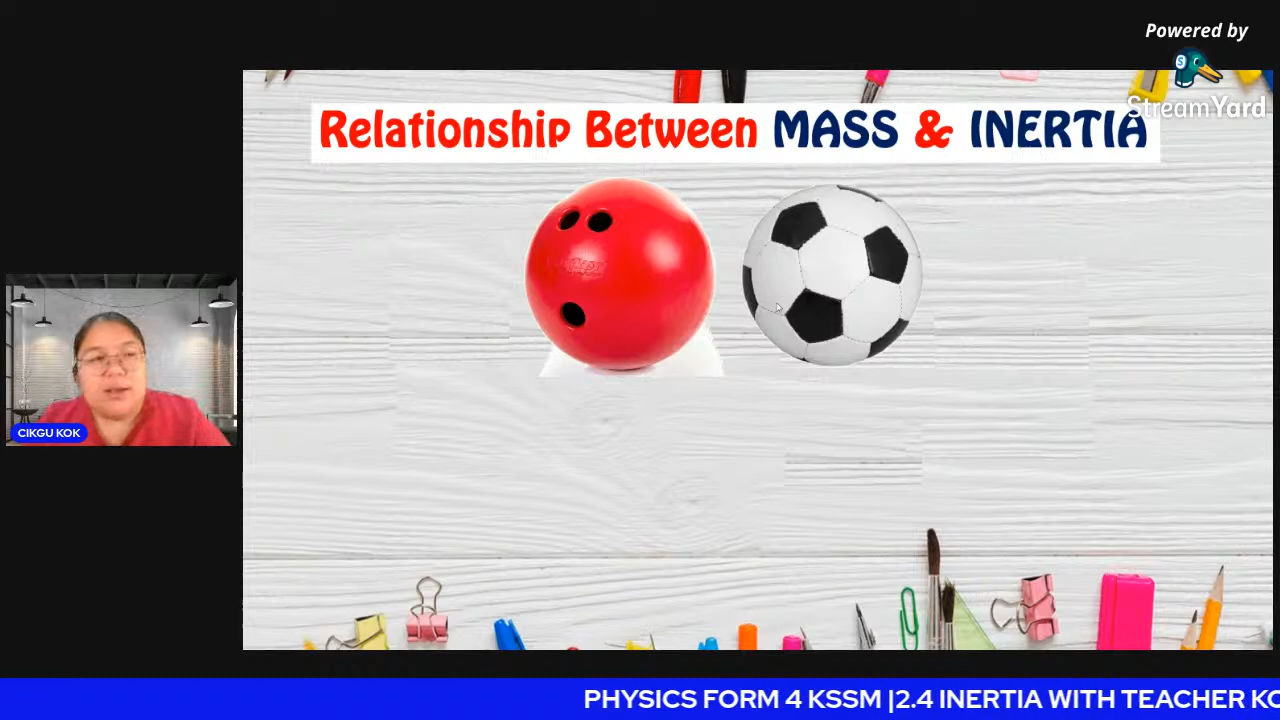 Powered by
StreamYard
Relationship Between MASS & INERTIA
CIKGU KOK
PHYSICS FORM 4 KSSM |2.4 INERTIA WITH TEACHER KO